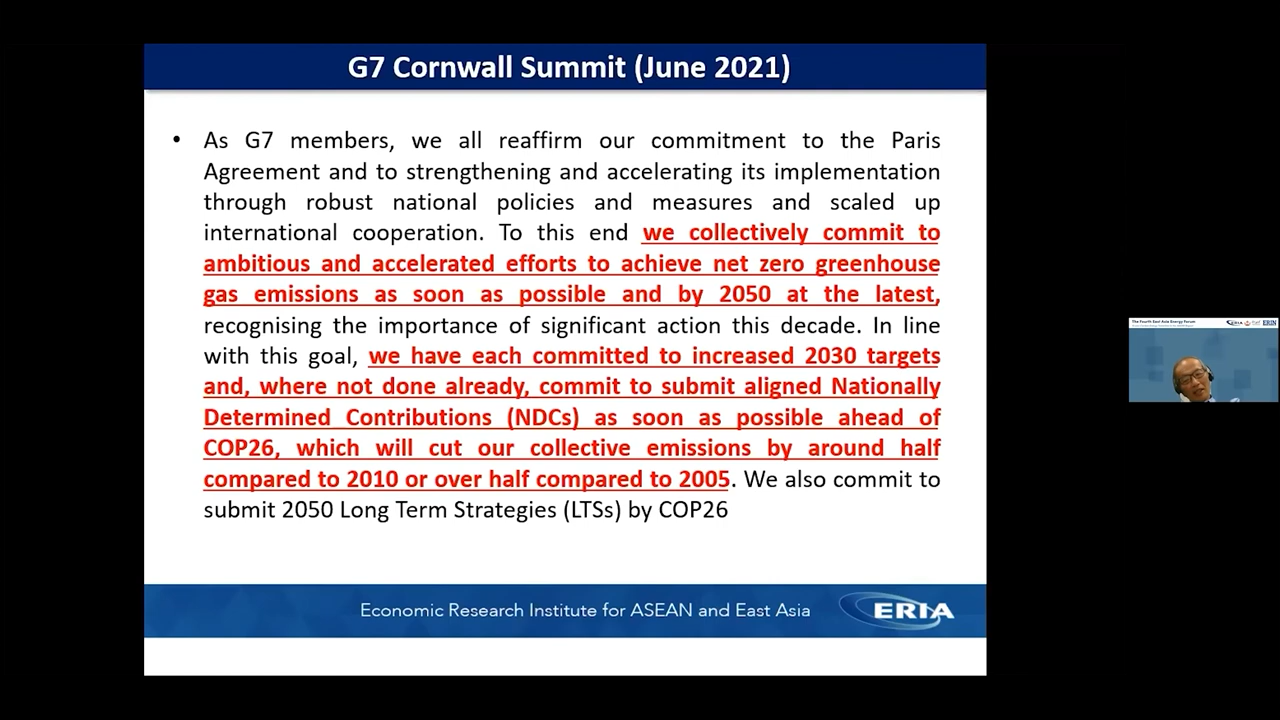 G7 Cornwall Summit (June 2021)
• As G7 members, we all reaffirm our commitment to the Paris
Agreement and to strengthening and accelerating its implementation
through robust national policies and measures and scaled up
international cooperation. To this end we collectively commit to
ambitious and accelerated efforts to achieve net zero greenhouse
gas emissions as soon as possible and by 2050 at the latest,
recognising the importance of significant action this decade. In line
with this goal, we have each committed to increased 2030 targets
and, where not done already, commit to submit aligned Nationally
Determined Contributions (NDCs) as soon as possible ahead of
COP26, which will cut our collective emissions by around half
compared to 2010 or over half compared to 2005. We also commit to
submit 2050 Long Term Strategies (LTSs) by COP26
Economic Research Institute for ASEAN and East Asia
ERIA
The Fourth East Asia Energy Forum
ERIA